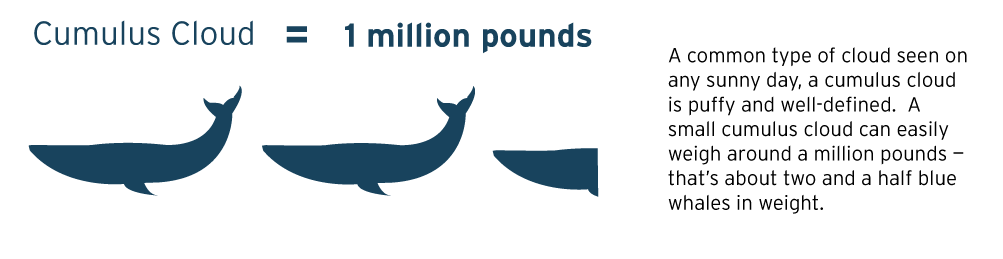 Cumulus Cloud = 1 million pounds
A common type of cloud seen on
any sunny day, a cumulus cloud
is puffy and well-defined.  A
small cumulus cloud can easily
weigh around a million pounds –
that's about two and a half blue
whales in weight.